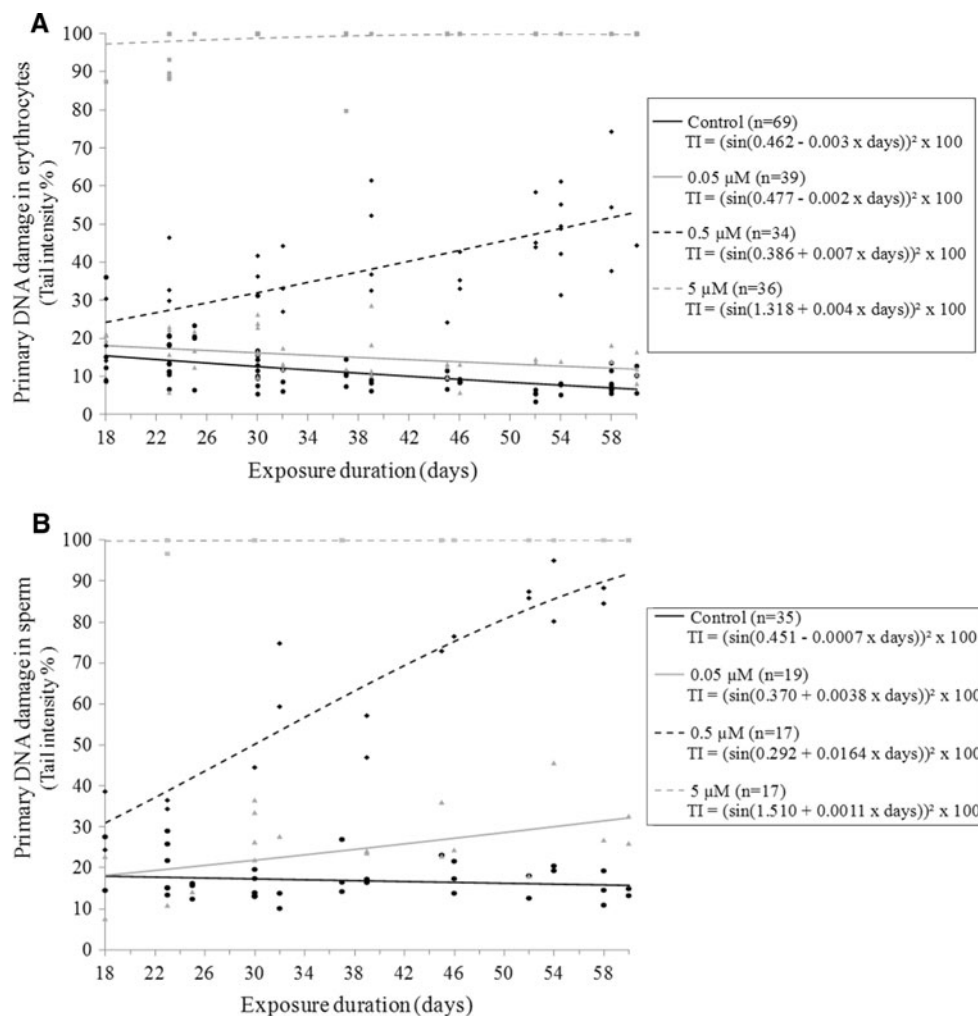 A
Primary DNA damage in erythrocytes
(Tail intensity %)
100
90
80
70
60
50
40
30
20
10
0
18 22 26 30 34 38 42 46 50 54 58
Exposure duration (days)
Control (n=69)
TI = (sin(0.462 - 0.003 x days))² x 100
0.05 µM (n=39)
TI = (sin(0.477 - 0.002 x days))² x 100
0.5 µM (n=34)
TI = (sin(0.386 + 0.007 x days))² x 100
5 µM (n=36)
TI = (sin(1.318 + 0.004 x days))² x 100
B
Primary DNA damage in sperm
(Tail intensity %)
100
90
80
70
60
50
40
30
20
10
0
18 22 26 30 34 38 42 46 50 54 58
Exposure duration (days)
Control (n=35)
TI = (sin(0.451 - 0.0007 x days))² x 100
0.05 µM (n=19)
TI = (sin(0.370 + 0.0038 x days))² x 100
0.5 µM (n=17)
TI = (sin(0.292 + 0.0164 x days))² x 100
5 µM (n=17)
TI = (sin(1.510 + 0.0011 x days))² x 100